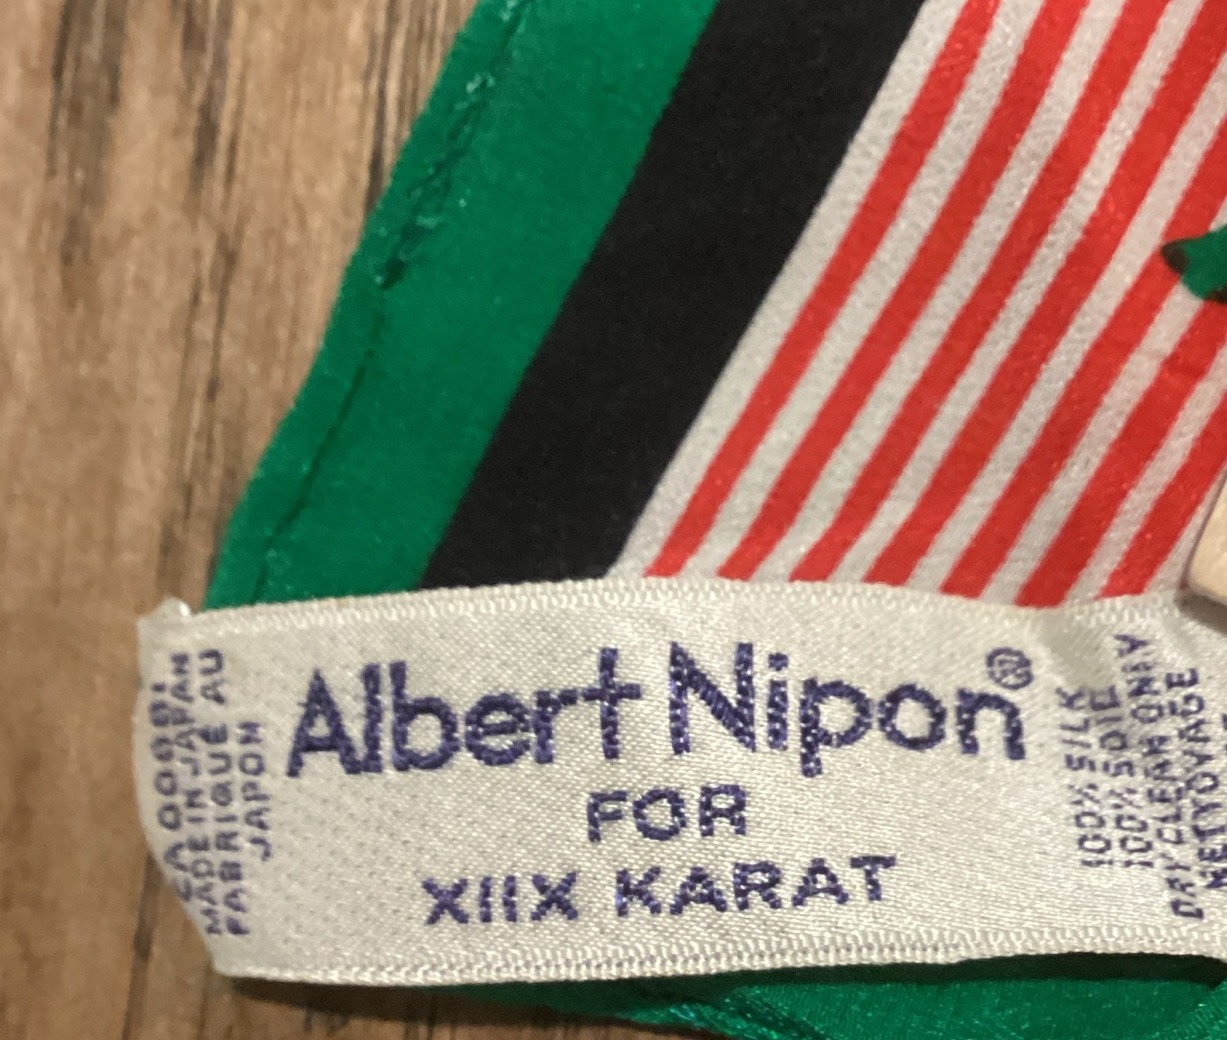 MADE IN JAPAN
FABRIQUE AU
JAPON
Albert Nipon®
FOR
XIIX KARAT
100% SILK
100% SOIE
DRY CLEAN ONLY
NETTOYAGE